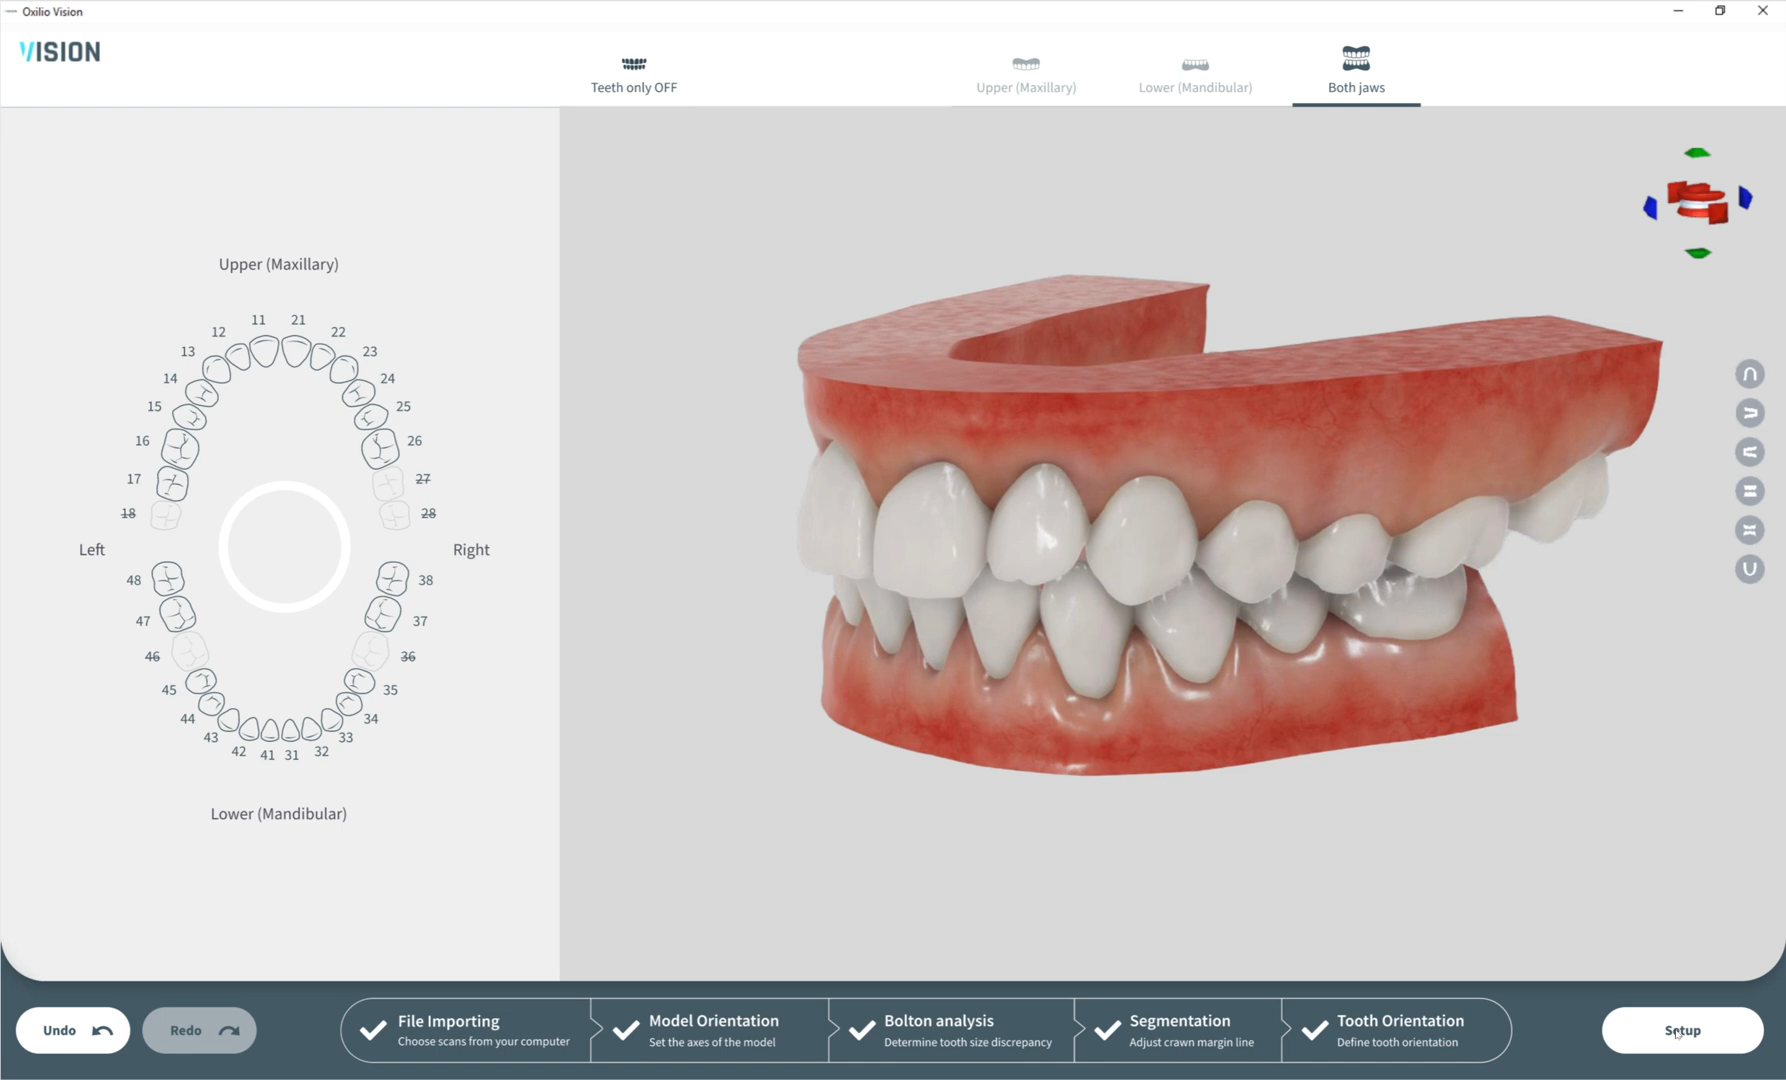 Oxilio Vision
VISION
Teeth only OFF
Upper (Maxillary)
Lower (Mandibular)
Both jaws
Upper (Maxillary)
11 21
12 22
13 23
14 24
15 25
16 26
17 27
18 28
Left Right
48 38
47 37
46 36
45 35
44 34
43 33
42 41 31 32
Lower (Mandibular)
Undo
Redo
File Importing
Choose scans from your computer
Model Orientation
Set the axes of the model
Bolton analysis
Determine tooth size discrepancy
Segmentation
Adjust crawn margin line
Tooth Orientation
Define tooth orientation
Setup